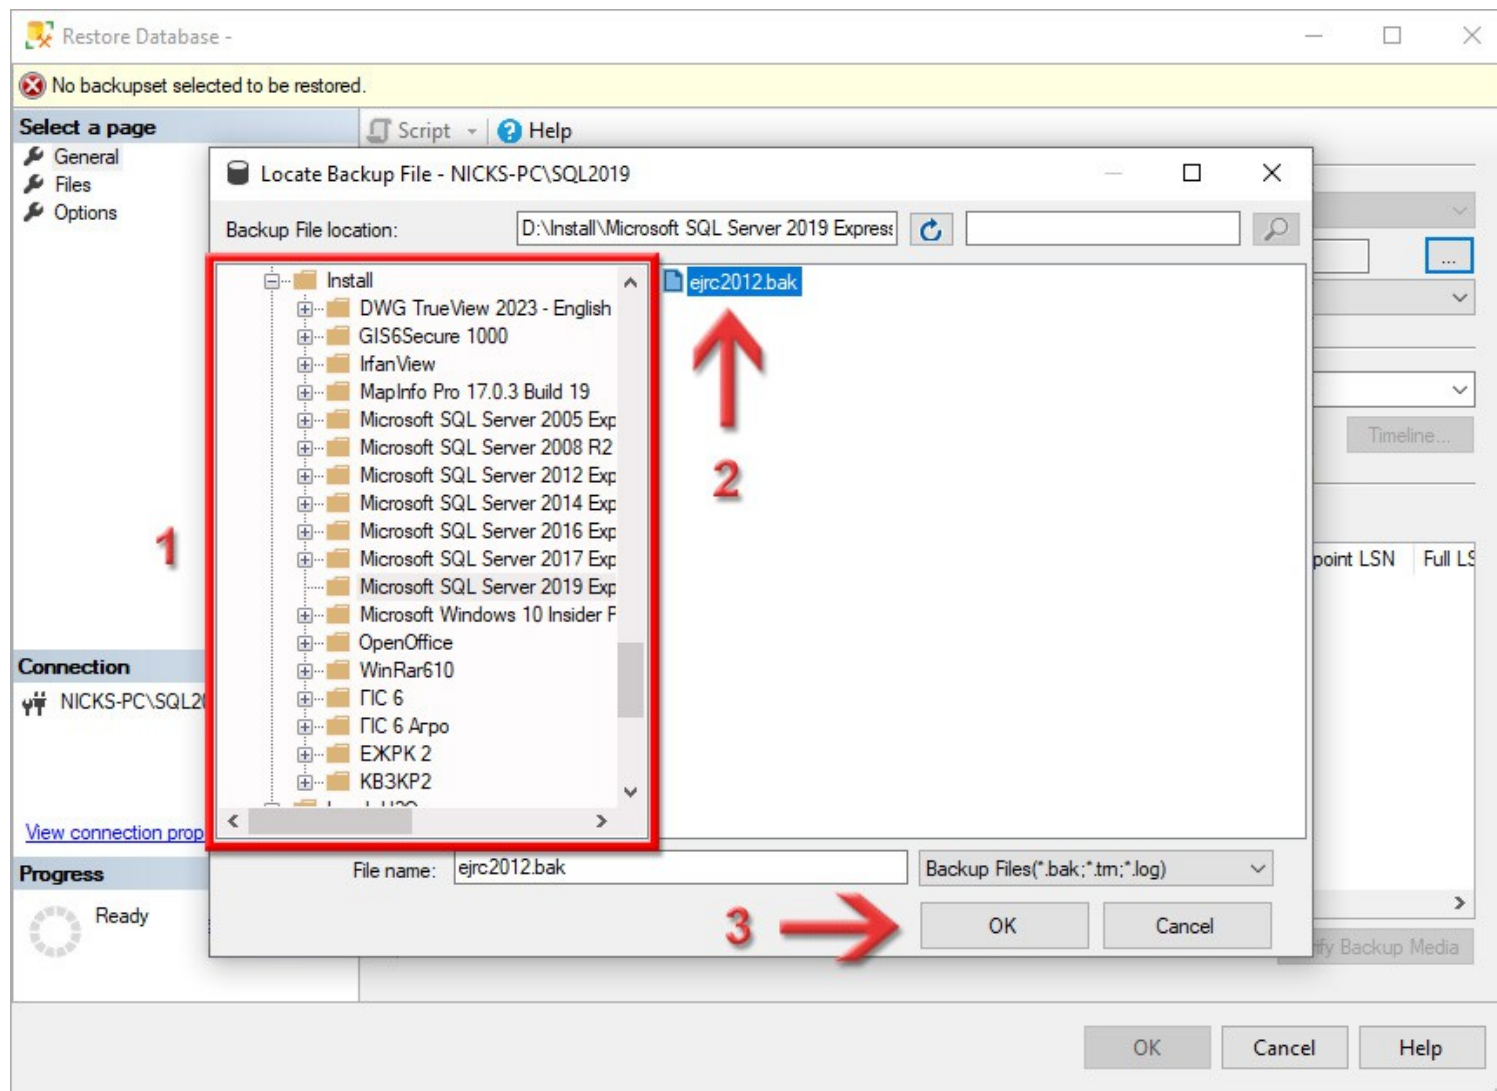 Restore Database -
No backupset selected to be restored.
Select a page
Script
Help
General
Files
Options
Locate Backup File - NICKS-PC\SQL2019
Backup File location:
D:\Install\Microsoft SQL Server 2019 Express
Install
DWG TrueView 2023 - English
GIS6Secure 1000
IrfanView
MapInfo Pro 17.0.3 Build 19
Microsoft SQL Server 2005 Exp
Microsoft SQL Server 2008 R2
Microsoft SQL Server 2012 Exp
Microsoft SQL Server 2014 Exp
Microsoft SQL Server 2016 Exp
Microsoft SQL Server 2017 Exp
Microsoft SQL Server 2019 Exp
Microsoft Windows 10 Insider P
OpenOffice
WinRar610
ГІС 6
ГІС 6 Агро
ЕЖРК 2
КВЗКР2
1
ejrc2012.bak
2
File name:
ejrc2012.bak
Backup Files(*.bak;*.trn;*.log)
3
OK
Cancel
...
Timeline...
point LSN
Full LS
Connection
NICKS-PC\SQL20
View connection prop
Progress
Ready
ify Backup Media
OK
Cancel
Help